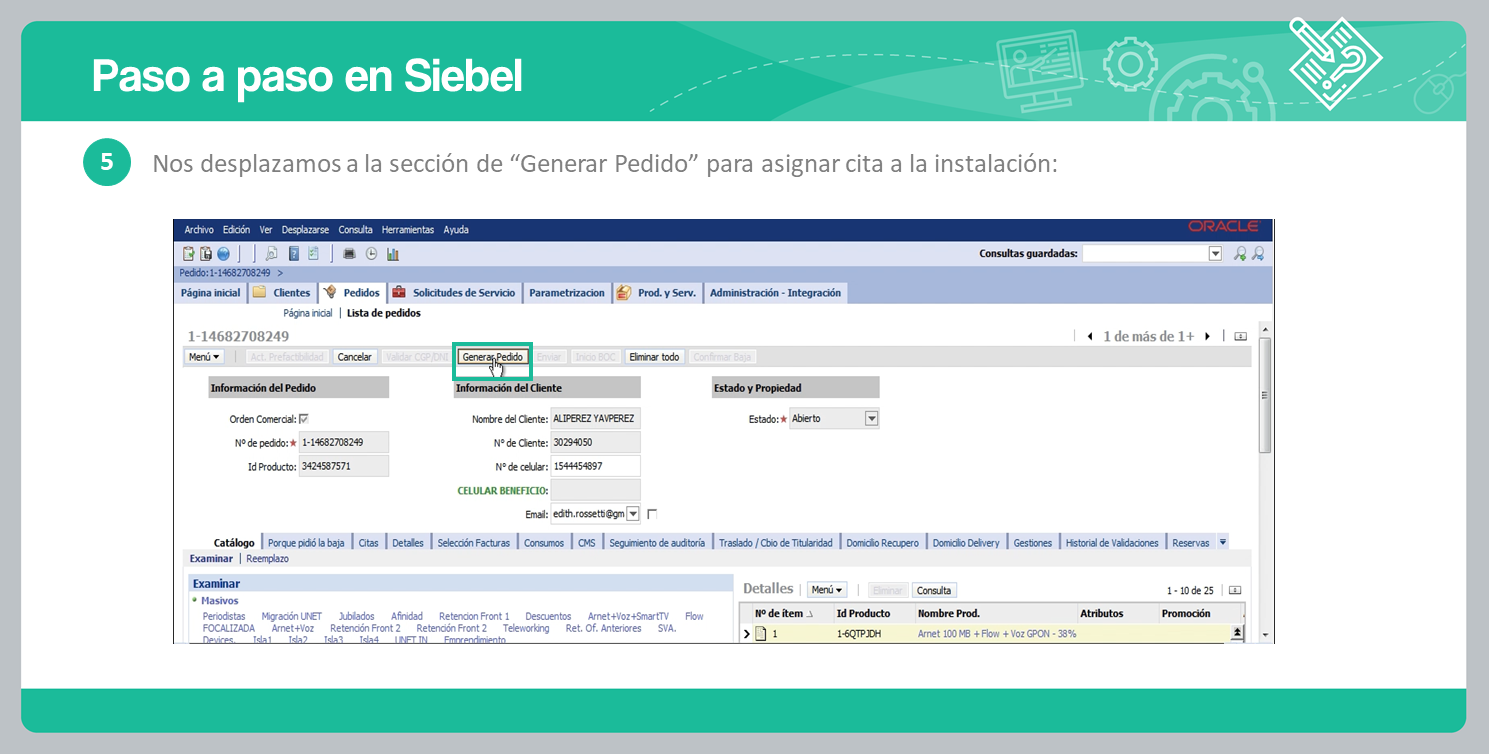 Paso a paso en Siebel
5 Nos desplazamos a la sección de “Generar Pedido” para asignar cita a la instalación:
Archivo Edición Ver Desplazarse Consulta Herramientas Ayuda ORACLE
Consultas guardadas:
Pedido:1-14682708249 >
Página inicial Clientes Pedidos Solicitudes de Servicio Parametrizacion Prod. y Serv. Administración - Integración
Página inicial | Lista de pedidos
1-14682708249 1 de más de 1+
Menú Act. Prefactibilidad Cancelar Validar CGP/DNI Generar Pedido Enviar Inicio BOC Eliminar todo Confirmar Baja
Información del Pedido Información del Cliente Estado y Propiedad
Orden Comercial: Nombre del Cliente: ALIPEREZ YAVPEREZ Estado:★ Abierto
Nº de pedido:★ 1-14682708249 Nº de Cliente: 30294050
Id Producto: 3424587571 Nº de celular: 1544454897
CELULAR BENEFICIO:
Email: edith.rossetti@gm
Catálogo Porque pidió la baja Citas Detalles Selección Facturas Consumos CMS Seguimiento de auditoría Traslado / Cbio de Titularidad Domicilio Recupero Domicilio Delivery Gestiones Historial de Validaciones Reservas
Examinar | Reemplazo
Examinar Detalles Menú Eliminar Consulta 1 - 10 de 25
Masivos
Periodistas Migración UNET Jubilados Afinidad Retencion Front 1 Descuentos Arnet+Voz+SmartTV Flow
FOCALIZADA Arnet+Voz Retención Front 2 Retención Front 2 Teleworking Ret. Of. Anteriores SVA.
Devices. Isla1 Isla2 Isla3 Isla4 UNET IN Emprendimiento
Nº de ítem Id Producto Nombre Prod. Atributos Promoción
1 1-6QTPJDH Arnet 100 MB + Flow + Voz GPON - 38%